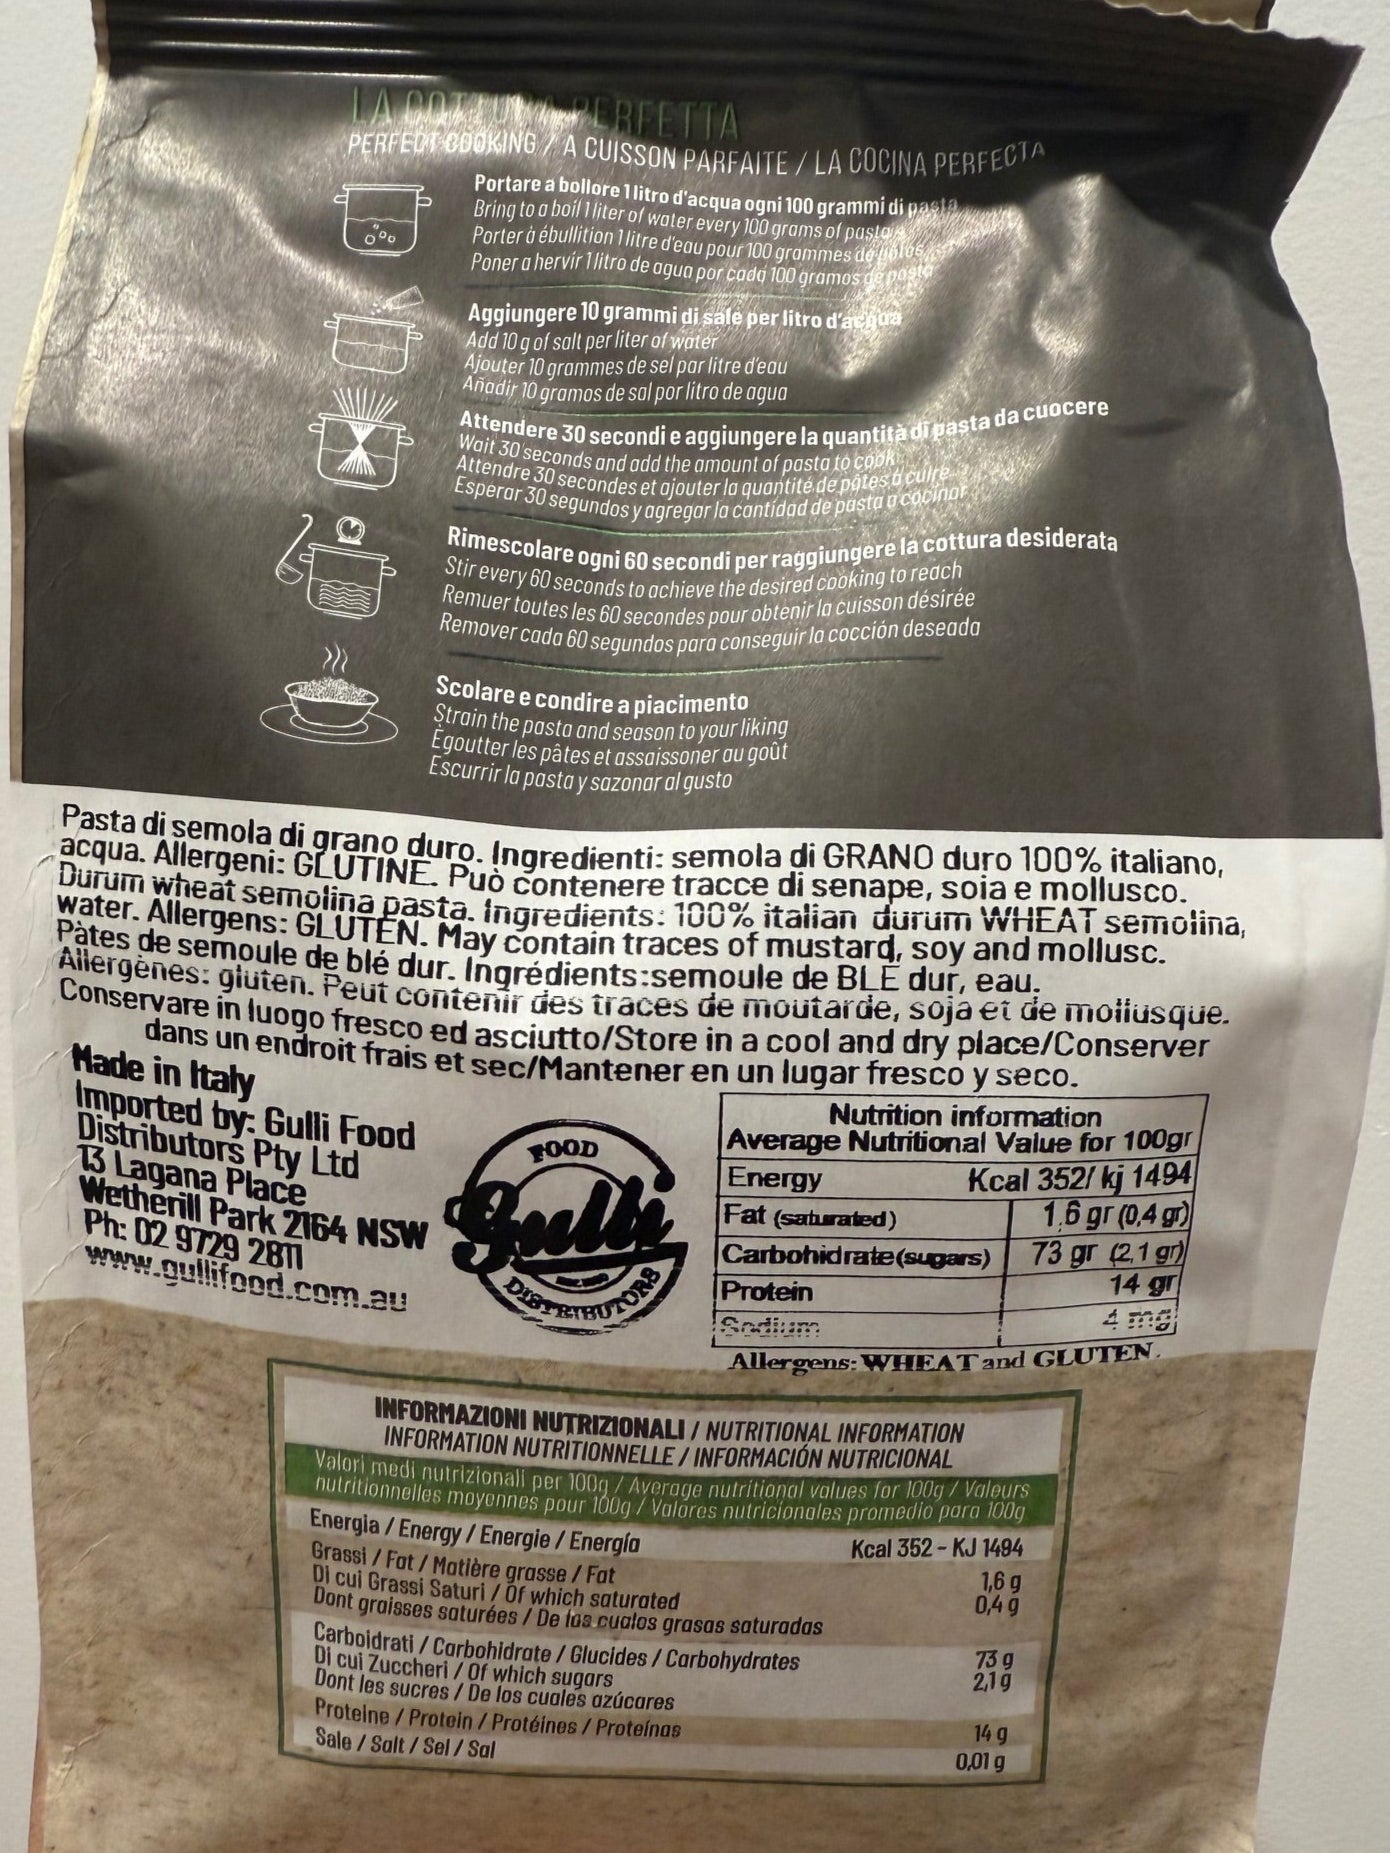 LA COTTURA PERFETTA
PERFECT COOKING / A CUISSON PARFAITE / LA COCINA PERFECTA
Portare a bollore 1 litro d'acqua ogni 100 grammi di pasta
Bring to a boil 1 liter of water every 100 grams of pasta
Porter à ébullition 1 litre d'eau pour 100 grammes de pâtes
Poner a hervir 1 litro de agua por cada 100 gramos de pasta
Aggiungere 10 grammi di sale per litro d'acqua
Add 10 g of salt per liter of water
Ajouter 10 grammes de sel par litre d'eau
Añadir 10 gramos de sal por litro de agua
Attendere 30 secondi e aggiungere la quantità di pasta da cuocere
Wait 30 seconds and add the amount of pasta to cook
Attendre 30 secondes et ajouter la quantité de pâtes à cuire
Esperar 30 segundos y agregar la cantidad de pasta a cocinar
Rimescolare ogni 60 secondi per raggiungere la cottura desiderata
Stir every 60 seconds to achieve the desired cooking to reach
Remuer toutes les 60 secondes pour obtenir la cuisson désirée
Remover cada 60 segundos para conseguir la cocción deseada
Scolare e condire a piacimento
Strain the pasta and season to your liking
Égoutter les pâtes et assaissoner au goût
Escurrir la pasta y sazonar al gusto
Pasta di semola di grano duro. Ingredienti: semola di GRANO duro 100% italiano,
acqua. Allergeni: GLUTINE. Può contenere tracce di senape, soia e mollusco.
Durum wheat semolina pasta. Ingredients: 100% italian durum WHEAT semolina,
water. Allergens: GLUTEN. May contain traces of mustard, soy and mollusc.
Pâtes de semoule de blé dur. Ingrédients:semoule de BLE dur, eau.
Allergènes: gluten. Peut contenir des traces de moutarde, soja et de mollusque.
Conservare in luogo fresco ed asciutto/Store in a cool and dry place/Conserver
dans un endroit frais et sec/Mantener en un lugar fresco y seco.
Made in Italy
Imported by: Gulli Food
Distributors Pty Ltd
13 Lagana Place
Wetherill Park 2164 NSW
Ph: 02 9729 2811
www.gullifood.com.au
FOOD
Gulli
DISTRIBUTORS
Nutrition information
Average Nutritional Value for 100gr
Energy Kcal 352/ kj 1494
Fat (saturated) 1,6 gr (0,4 gr)
Carbohidrate(sugars) 73 gr (2,1 gr)
Protein 14 gr
Sodium 4 mg
Allergens: WHEAT and GLUTEN.
INFORMAZIONI NUTRIZIONALI / NUTRITIONAL INFORMATION
INFORMATION NUTRITIONNELLE / INFORMACIÓN NUTRICIONAL
Valori medi nutrizionali per 100g / Average nutritional values for 100g / Valeurs
nutritionnelles moyennes pour 100g / Valores nutricionales promedio para 100g
Energia / Energy / Energie / Energía Kcal 352 - KJ 1494
Grassi / Fat / Matière grasse / Fat 1,6 g
Di cui Grassi Saturi / Of which saturated 0,4 g
Dont graisses saturées / De las cuales grasas saturadas
Carboidrati / Carbohidrate / Glucides / Carbohydrates 73 g
Di cui Zuccheri / Of which sugars 2,1 g
Dont les sucres / De los cuales azúcares
Proteine / Protein / Protéines / Proteínas 14 g
Sale / Salt / Sel / Sal 0,01 g